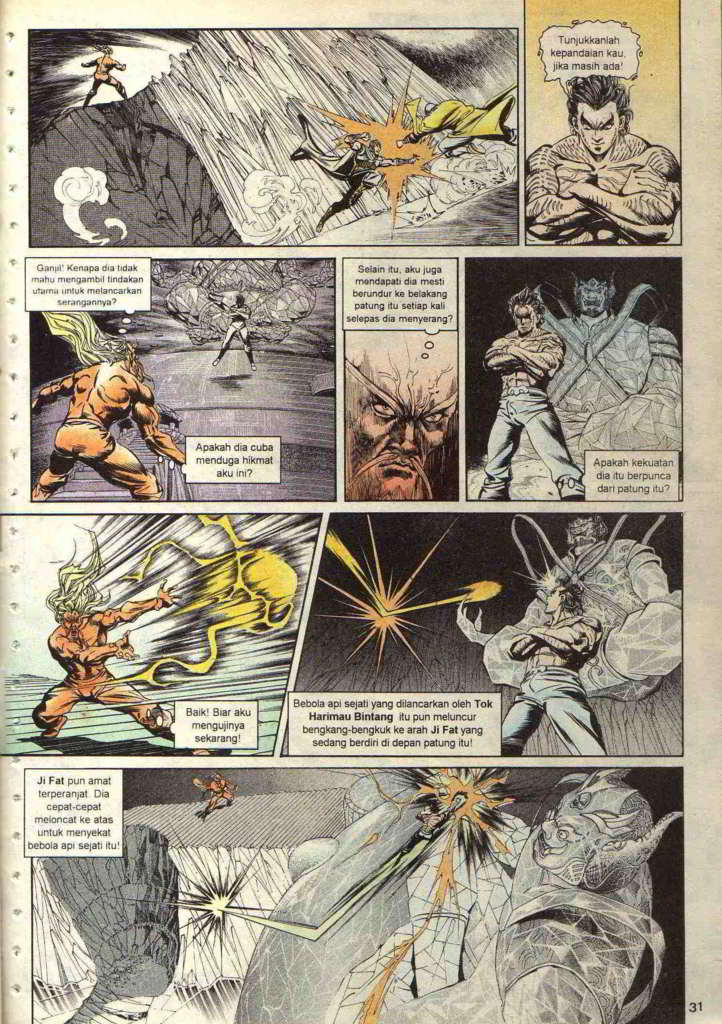 Tunjukkanlah
kepandaian kau,
jika masih ada!
Ganjil! Kenapa dia tidak
mahu mengambil tindakan
utama untuk melancarkan
serangannya?
Apakah dia cuba
menduga hikmat
aku ini?
Selain itu, aku juga
mendapati dia mesti
berundur ke belakang
patung itu setiap kali
selepas dia menyerang?
Apakah kekuatan
itu berpunca
dari patung itu?
Baik! Biar aku
mengujinya
sekarang!
Bebola api sejati yang dilancarkan oleh Tok
Harimau Bintang itu pun meluncur
bengkang-bengkuk ke arah Ji Fat yang
sedang berdiri di depan patung itu!
Ji Fat pun amat
terperanjat. Dia
cepat-cepat
meloncat ke atas
untuk menyekat
bebola api sejati itu!
31